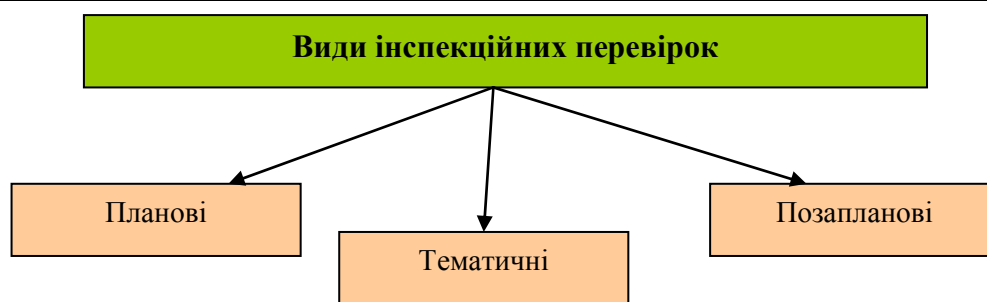 Види інспекційних перевірок
Планові
Тематичні
Позапланові